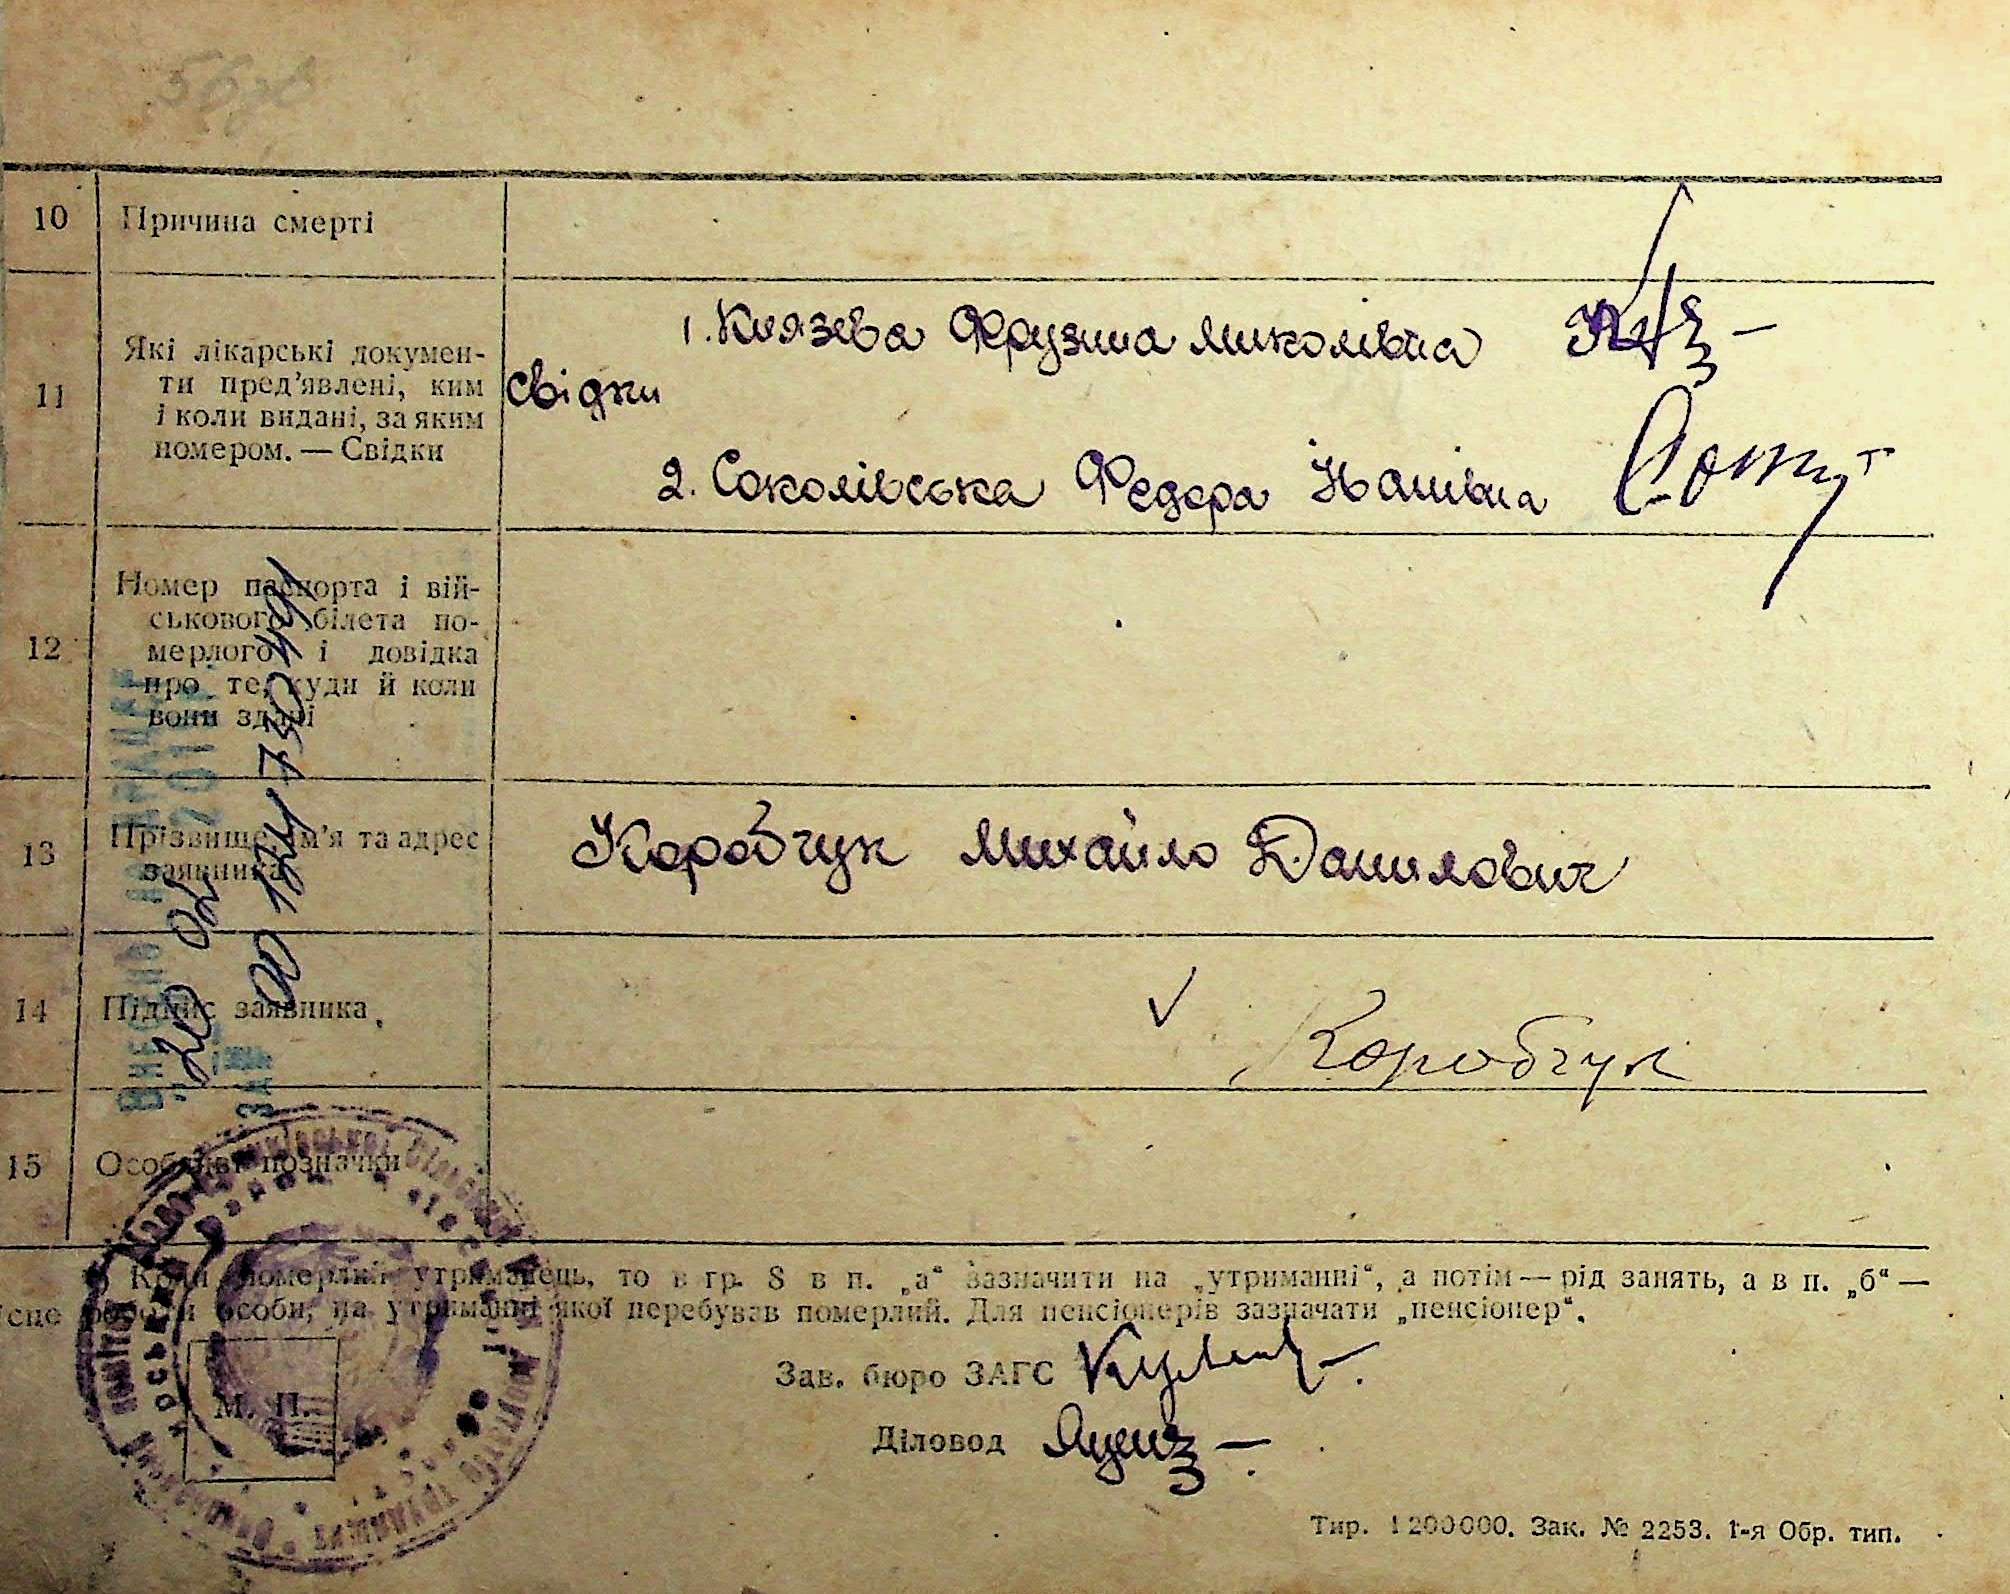 10 Причина смерті
11 Які лікарські докумен-
ти пред'явлені, ким
і коли видані, за яким
номером. — Свідки
свідки
1. Князева Фрузина Миколівна
2. Соколівська Федора Іванівна
12 Номер паспорта і вій-
ськового білета по-
мерлого і довідка
про те, куди й коли
вони здані
13 Прізвище, ім'я та адрес
заявника
Коробчук Михайло Данилович
14 Підпис заявника
Коробчук
15 Особливі позначки
Коли померлий утриманець, то в гр. 8 в п. „а“ зазначити на „утриманні“, а потім — рід занять, а в п. „б“ —
роботи особи, на утриманні якої перебував померлий. Для пенсіонерів зазначати „пенсіонер“.
Зав. бюро ЗАГС
М. П.
Діловод
Тир. 1200000. Зак. № 2253. 1-я Обр. тип.